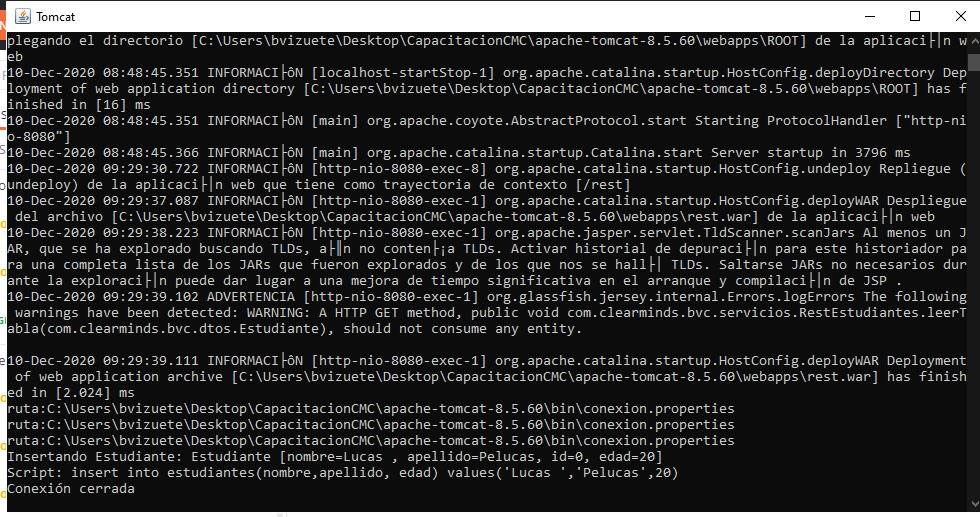 Tomcat
plegando el directorio [C:\Users\bvizuete\Desktop\CapacitacionCMC\apache-tomcat-8.5.60\webapps\ROOT] de la aplicaci├│n w
eb
10-Dec-2020 08:48:45.351 INFORMACI├ôN [localhost-startStop-1] org.apache.catalina.startup.HostConfig.deployDirectory Dep
loyment of web application directory [C:\Users\bvizuete\Desktop\CapacitacionCMC\apache-tomcat-8.5.60\webapps\ROOT] has f
inished in [16] ms
10-Dec-2020 08:48:45.351 INFORMACI├ôN [main] org.apache.coyote.AbstractProtocol.start Starting ProtocolHandler ["http-ni
o-8080"]
10-Dec-2020 08:48:45.366 INFORMACI├ôN [main] org.apache.catalina.startup.Catalina.start Server startup in 3796 ms
10-Dec-2020 09:29:30.722 INFORMACI├ôN [http-nio-8080-exec-8] org.apache.catalina.startup.HostConfig.undeploy Repliegue (
undeploy) de la aplicaci├│n web que tiene como trayectoria de contexto [/rest]
10-Dec-2020 09:29:37.087 INFORMACI├ôN [http-nio-8080-exec-1] org.apache.catalina.startup.HostConfig.deployWAR Despliegue
 del archivo [C:\Users\bvizuete\Desktop\CapacitacionCMC\apache-tomcat-8.5.60\webapps\rest.war] de la aplicaci├│n web
10-Dec-2020 09:29:38.223 INFORMACI├ôN [http-nio-8080-exec-1] org.apache.jasper.servlet.TldScanner.scanJars Al menos un J
AR, que se ha explorado buscando TLDs, a├║n no conten├¡a TLDs. Activar historial de depuraci├│n para este historiador pa
ra una completa lista de los JARs que fueron explorados y de los que nos se hall├│ TLDs. Saltarse JARs no necesarios dur
ante la exploraci├│n puede dar lugar a una mejora de tiempo significativa en el arranque y compilaci├│n de JSP .
10-Dec-2020 09:29:39.102 ADVERTENCIA [http-nio-8080-exec-1] org.glassfish.jersey.internal.Errors.logErrors The following
 warnings have been detected: WARNING: A HTTP GET method, public void com.clearminds.bvc.servicios.RestEstudiantes.leerT
abla(com.clearminds.bvc.dtos.Estudiante), should not consume any entity.
10-Dec-2020 09:29:39.111 INFORMACI├ôN [http-nio-8080-exec-1] org.apache.catalina.startup.HostConfig.deployWAR Deployment
 of web application archive [C:\Users\bvizuete\Desktop\CapacitacionCMC\apache-tomcat-8.5.60\webapps\rest.war] has finish
ed in [2.024] ms
ruta:C:\Users\bvizuete\Desktop\CapacitacionCMC\apache-tomcat-8.5.60\bin\conexion.properties
ruta:C:\Users\bvizuete\Desktop\CapacitacionCMC\apache-tomcat-8.5.60\bin\conexion.properties
ruta:C:\Users\bvizuete\Desktop\CapacitacionCMC\apache-tomcat-8.5.60\bin\conexion.properties
Insertando Estudiante: Estudiante [nombre=Lucas , apellido=Pelucas, id=0, edad=20]
Script: insert into estudiantes(nombre,apellido, edad) values('Lucas ','Pelucas',20)
Conexión cerrada